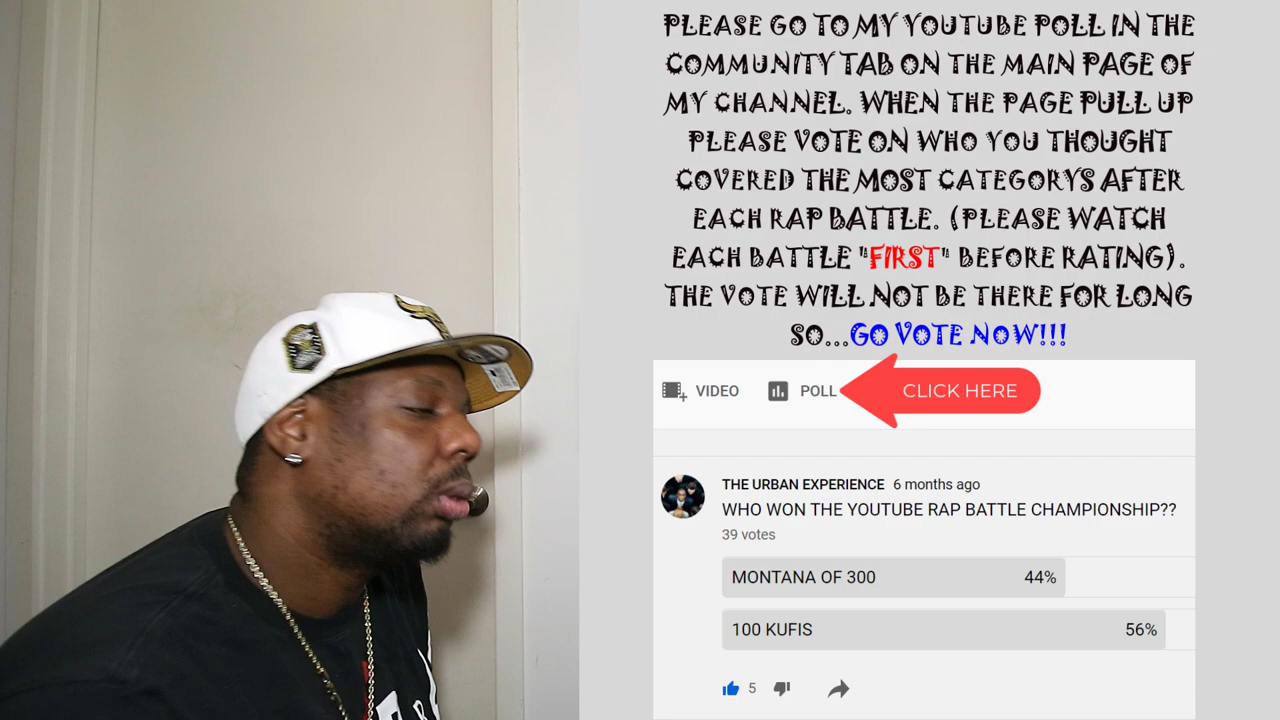 PLEASE GO TO MY YOUTUBE POLL IN THE
COMMUNITY TAB ON THE MAIN PAGE OF
MY CHANNEL. WHEN THE PAGE PULL UP
PLEASE VOTE ON WHO YOU THOUGHT
COVERED THE MOST CATEGORYS AFTER
EACH RAP BATTLE. (PLEASE WATCH
EACH BATTLE "FIRST" BEFORE RATING).
THE VOTE WILL NOT BE THERE FOR LONG
SO...GO VOTE NOW!!!
VIDEO POLL CLICK HERE
THE URBAN EXPERIENCE 6 months ago
WHO WON THE YOUTUBE RAP BATTLE CHAMPIONSHIP??
39 votes
MONTANA OF 300 44%
100 KUFIS 56%
5